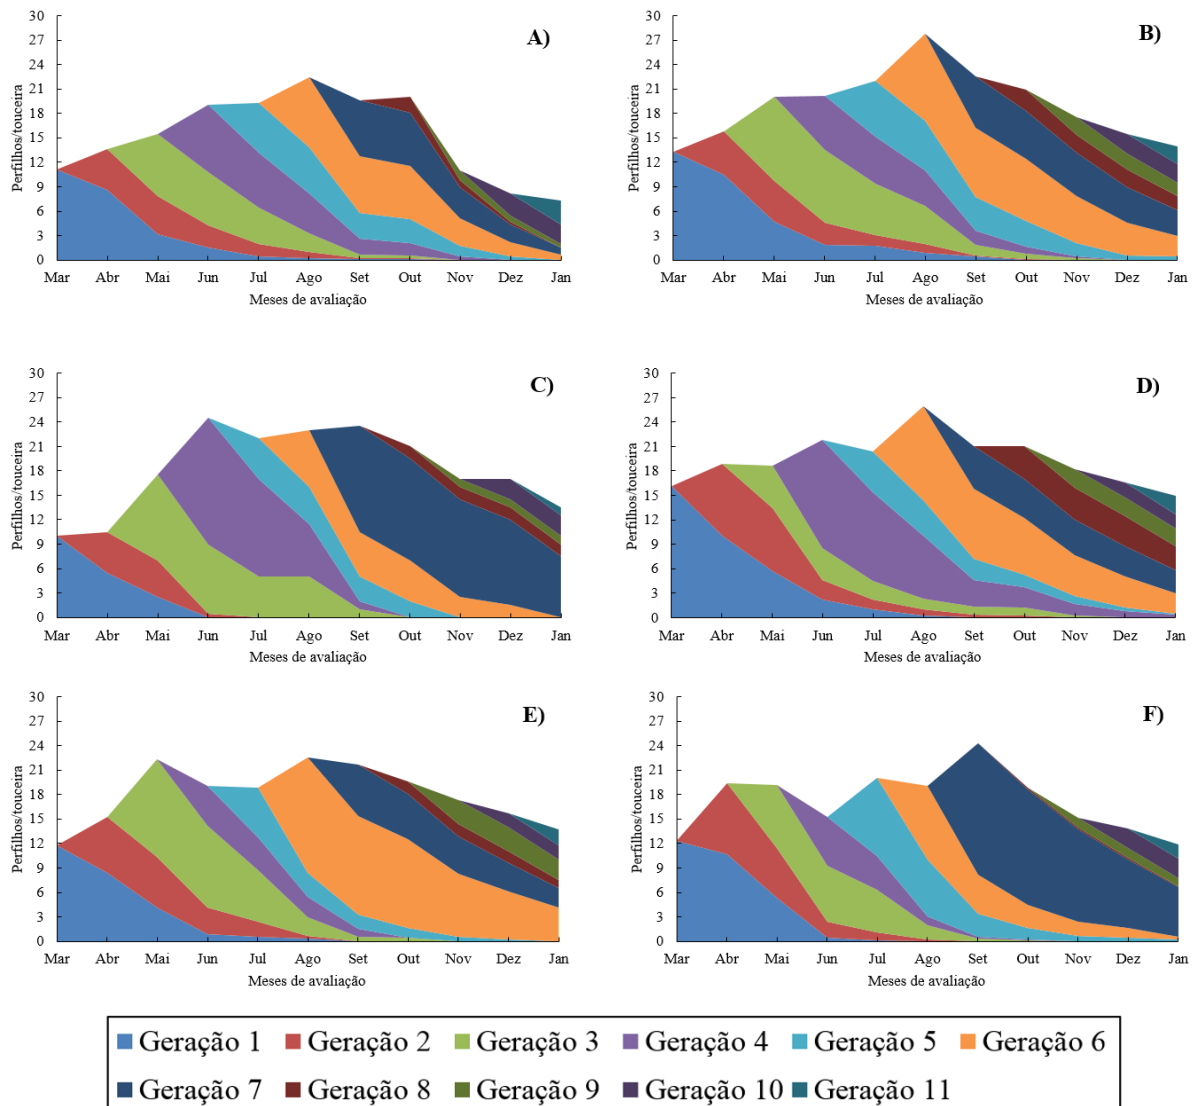 30
27
24
21
18
15
12
9
6
3
0
Perfilhos/touceira
A)
Mar Abr Mai Jun Jul Ago Set Out Nov Dez Jan
Meses de avaliação
30
27
24
21
18
15
12
9
6
3
0
Perfilhos/touceira
B)
Mar Abr Mai Jun Jul Ago Set Out Nov Dez Jan
Meses de avaliação
30
27
24
21
18
15
12
9
6
3
0
Perfilhos/touceira
C)
Mar Abr Mai Jun Jul Ago Set Out Nov Dez Jan
Meses de avaliação
30
27
24
21
18
15
12
9
6
3
0
Perfilhos/touceira
D)
Mar Abr Mai Jun Jul Ago Set Out Nov Dez Jan
Meses de avaliação
30
27
24
21
18
15
12
9
6
3
0
Perfilhos/touceira
E)
Mar Abr Mai Jun Jul Ago Set Out Nov Dez Jan
Meses de avaliação
30
27
24
21
18
15
12
9
6
3
0
Perfilhos/touceira
F)
Mar Abr Mai Jun Jul Ago Set Out Nov Dez Jan
Meses de avaliação
Geração 1 Geração 2 Geração 3 Geração 4 Geração 5 Geração 6
Geração 7 Geração 8 Geração 9 Geração 10 Geração 11